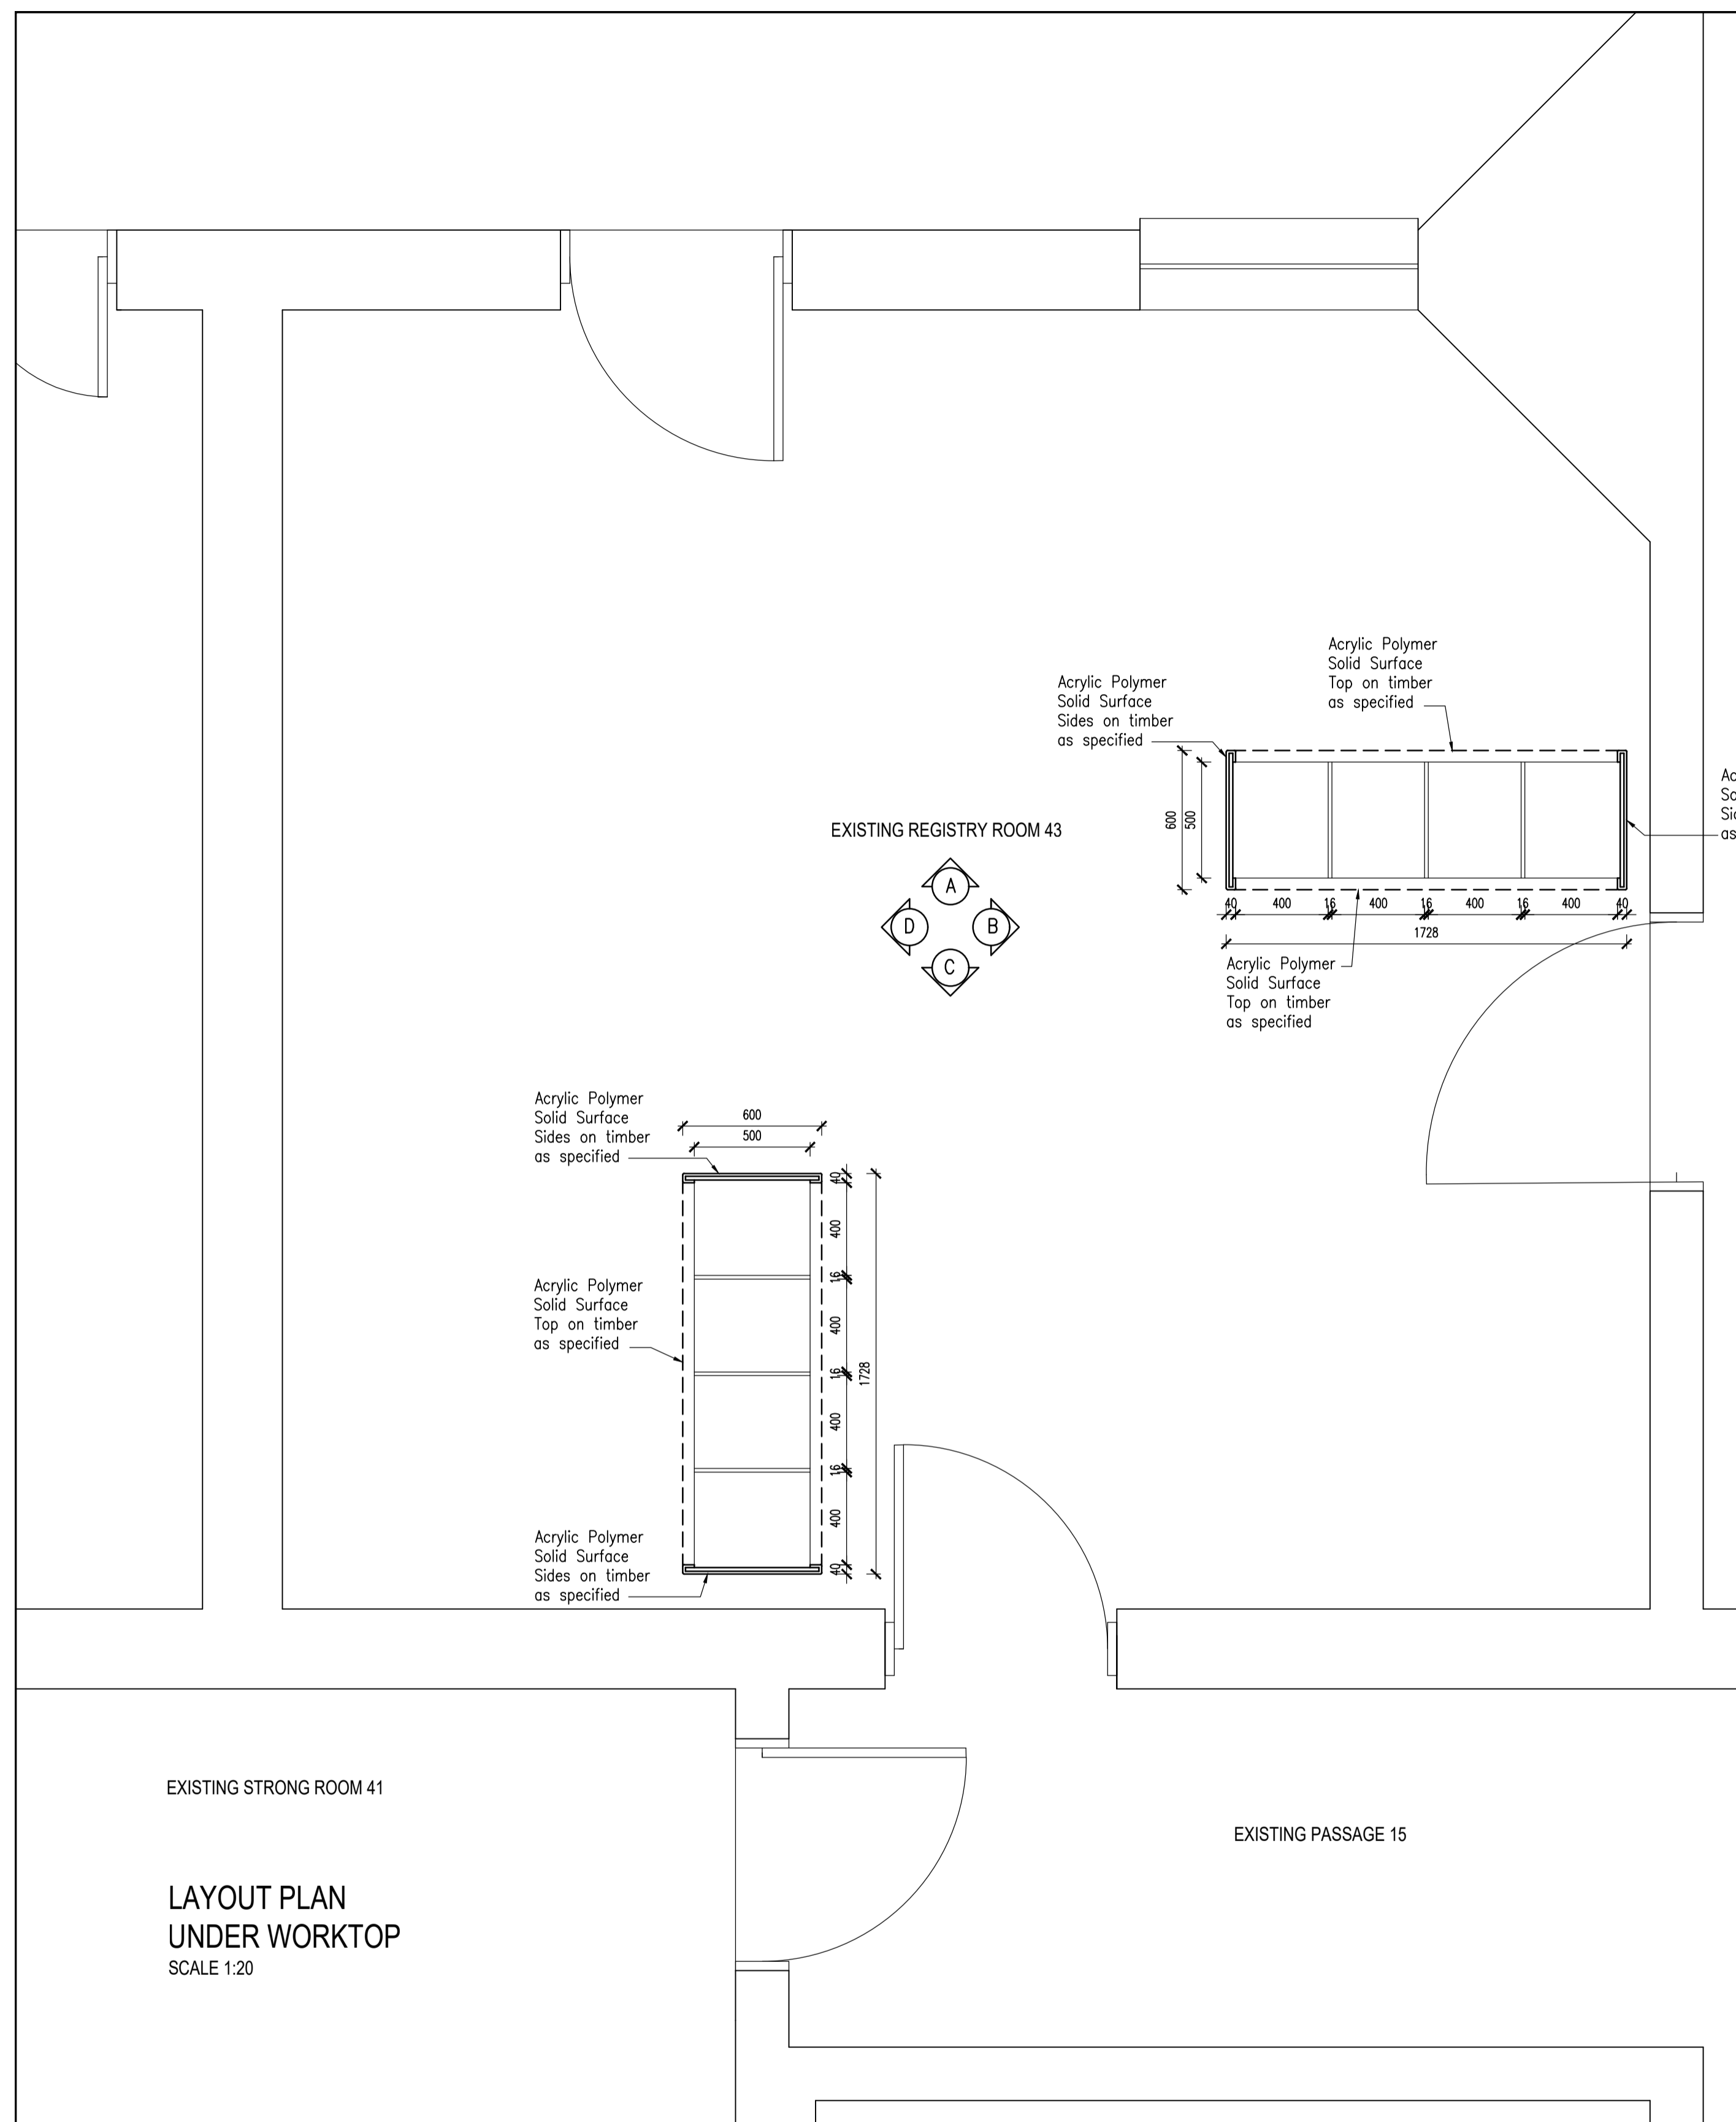 Acrylic Polymer
Solid Surface
Top on timber
as specified
Acrylic Polymer
Solid Surface
Sides on timber
as specified
600
500
EXISTING REGISTRY ROOM 43
A
D
B
C
40
400
16
400
16
400
16
400
40
1728
Acrylic Polymer
Solid Surface
Top on timber
as specified
Acrylic Polymer
Solid Surface
Sides on timber
as specified
600
500
40
400
16
400
16
400
16
400
40
1728
Acrylic Polymer
Solid Surface
Top on timber
as specified
Acrylic Polymer
Solid Surface
Sides on timber
as specified
EXISTING STRONG ROOM 41
EXISTING PASSAGE 15
LAYOUT PLAN
UNDER WORKTOP
SCALE 1:20